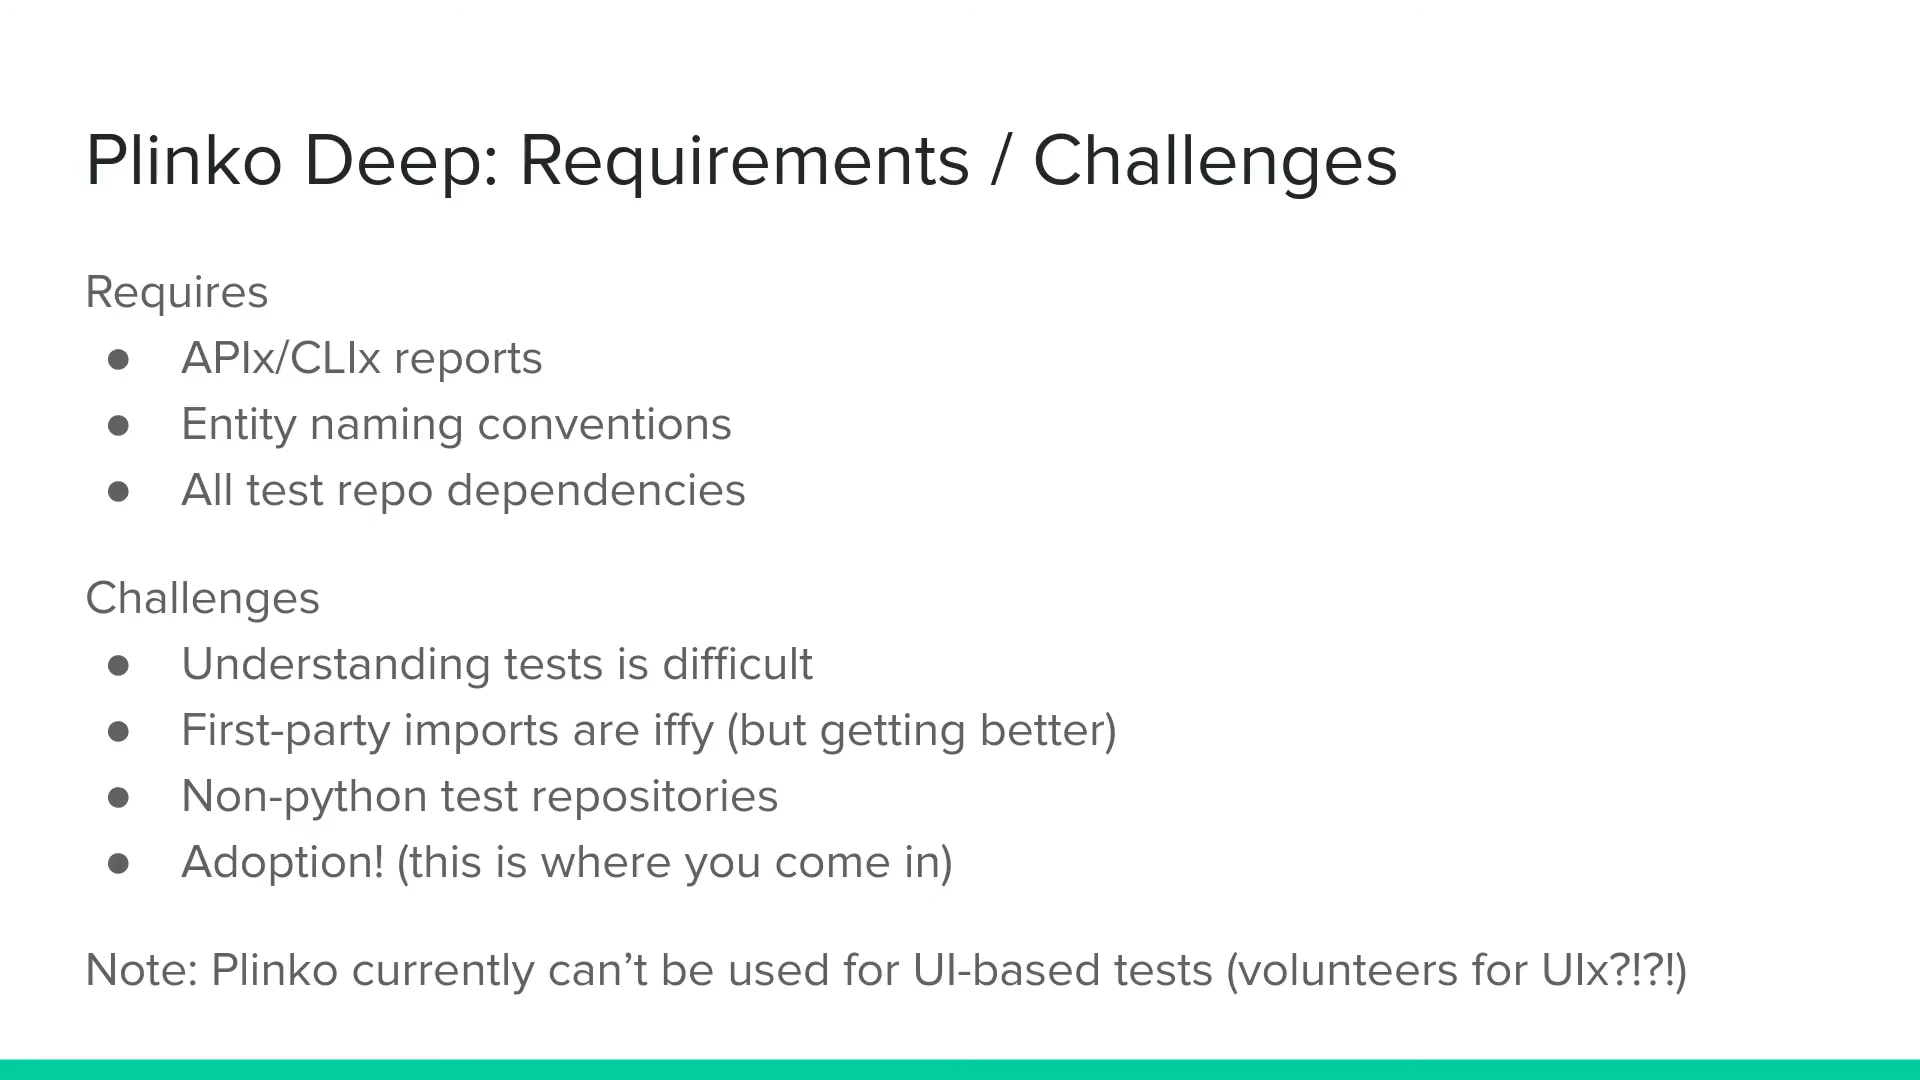 Plinko Deep: Requirements / Challenges
Requires
● APIx/CLIx reports
● Entity naming conventions
● All test repo dependencies
Challenges
● Understanding tests is difficult
● First-party imports are iffy (but getting better)
● Non-python test repositories
● Adoption! (this is where you come in)
Note: Plinko currently can’t be used for UI-based tests (volunteers for UIx?!?!)